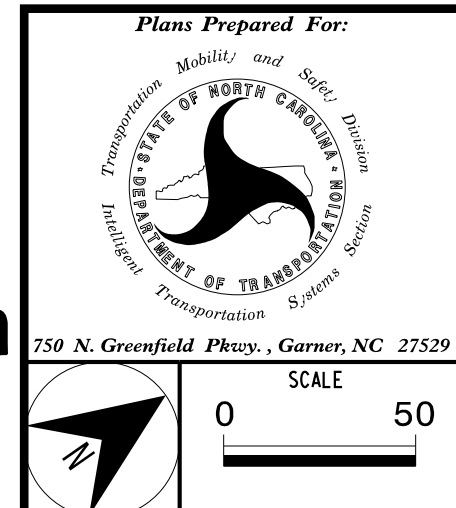 Plans Prepared For:
Transportation Mobility and Safety Division
STATE OF NORTH CAROLINA
DEPARTMENT OF TRANSPORTATION
Intelligent Transportation Systems Section
750 N. Greenfield Pkwy. , Garner, NC 27529
SCALE
0 50
N